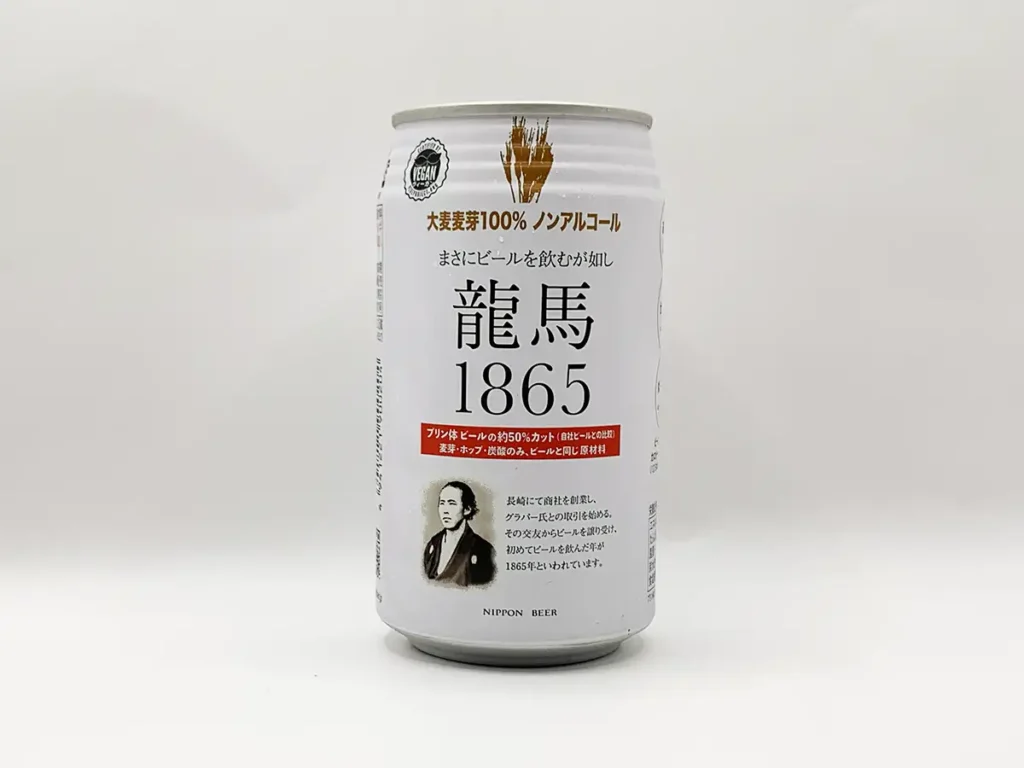 CERTIFIED BY
VEGAN
大麦麦芽100% ノンアルコール
まさにビールを飲むが如し
龍馬
1865
プリン体 ビールの約50%カット(自社ビールとの比較)
麦芽・ホップ・炭酸のみ、ビールと同じ原材料
長崎にて商社を創業し、
グラバー氏との取引を始める。
その交友からビールを譲り受け、
初めてビールを飲んだ年が
1865年といわれています。
NIPPON BEER